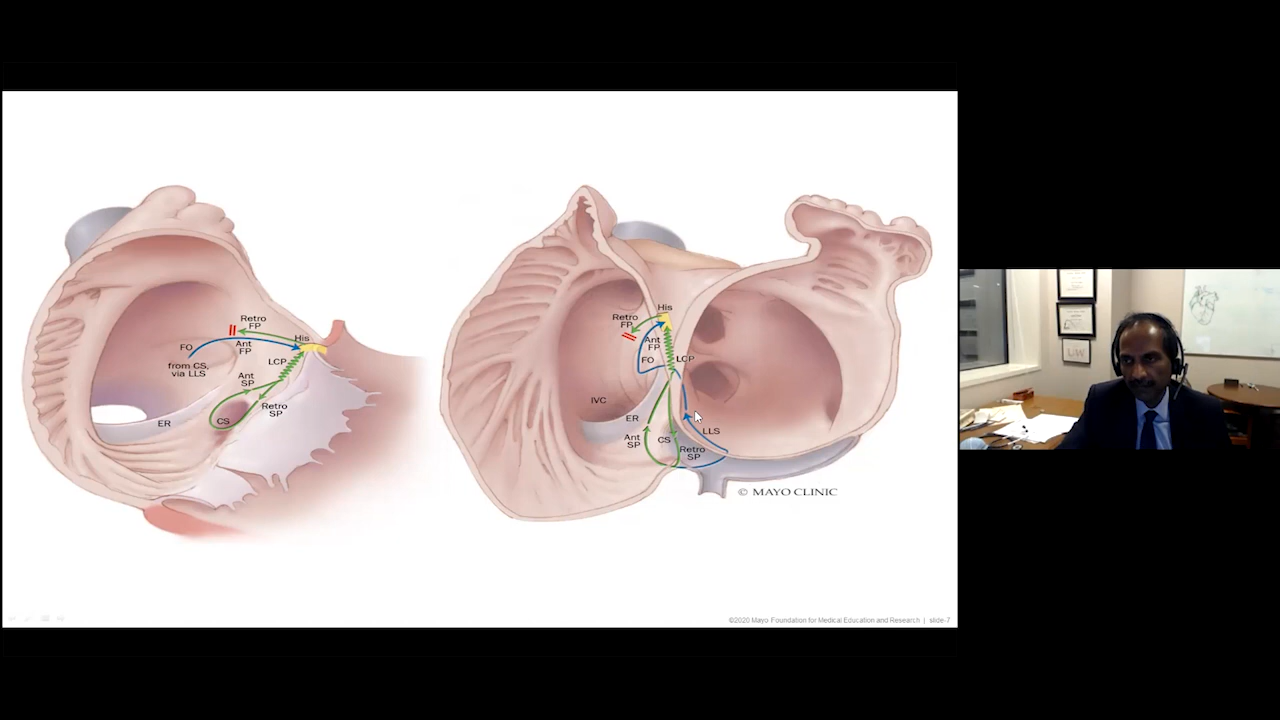 Retro
FP
His
FO
Ant
FP
from CS,
via LLS
LCP
Ant
SP
Retro
SP
CS
ER
His
Retro
FP
Ant
FP
FO
LCP
IVC
ER
LLS
Ant
SP
CS
Retro
SP
© MAYO CLINIC
©2020 Mayo Foundation for Medical Education and Research | slide-7